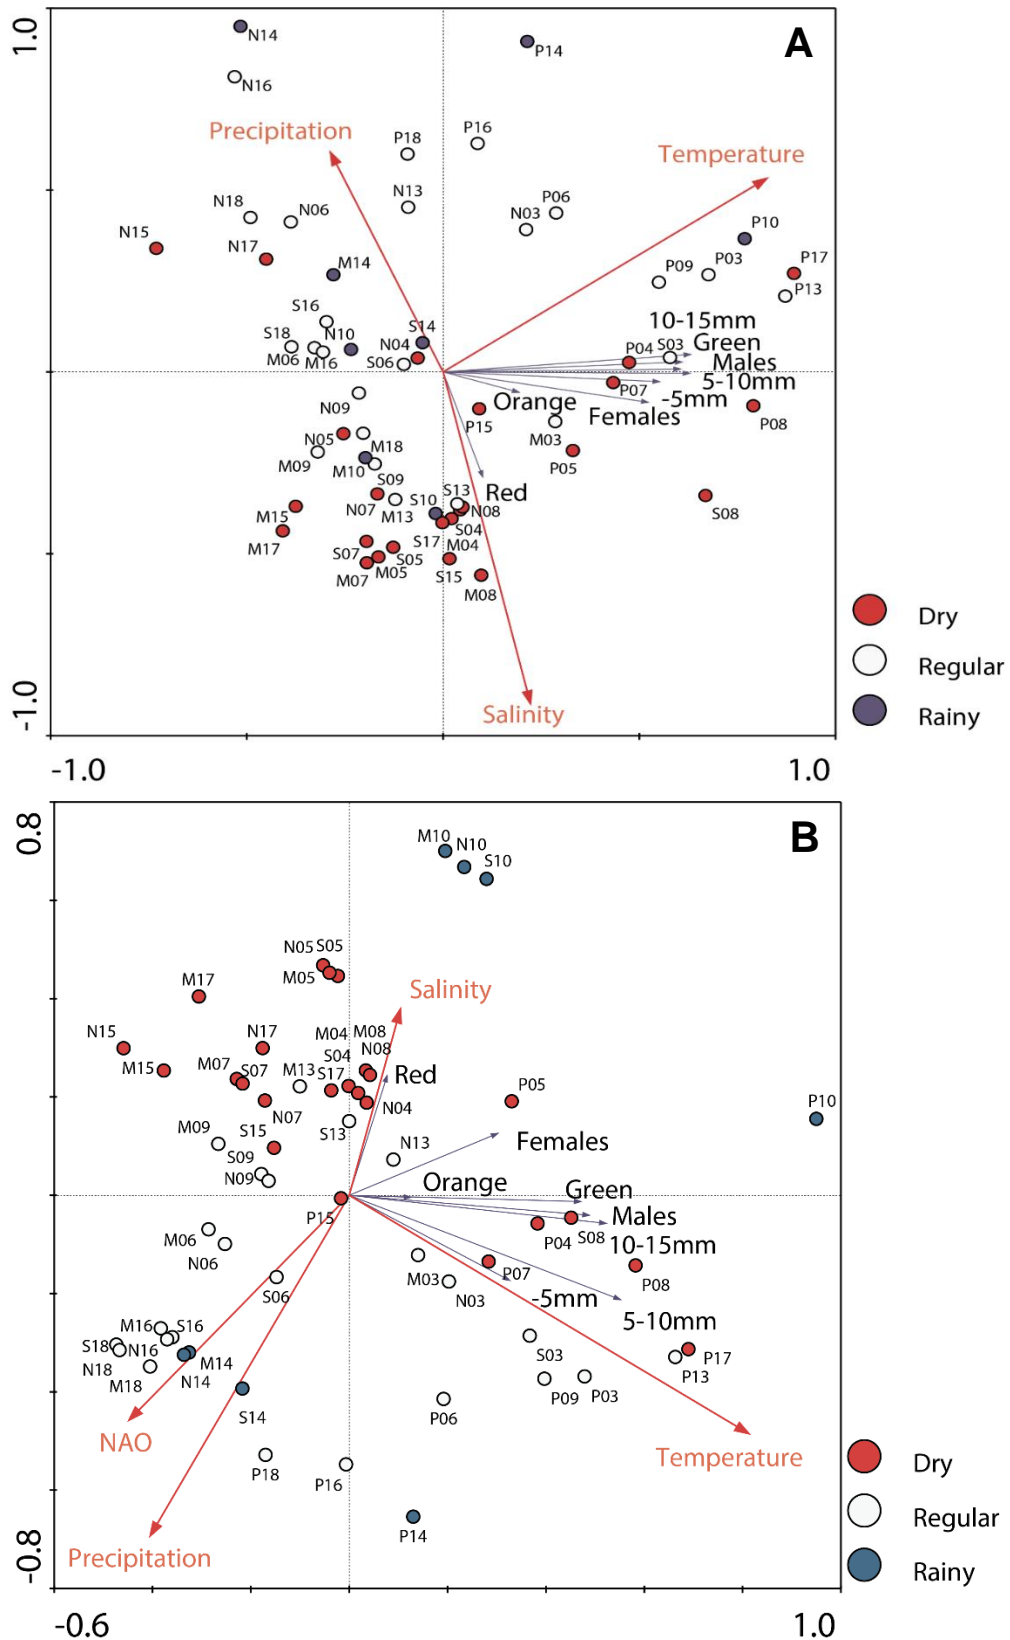 1.0
A
N14
P14
N16
Precipitation
P18
P16
Temperature
N18
N06
N13
N03
P06
N15
N17
M14
P10
P09
P03
P17
P13
S16
10-15mm
S18
N10
S14
N04
P04
S03
Green
M06
M16
S06
Males
P07
5-10mm
N09
Orange
-5mm
P15
Females
P08
N05
M18
M03
M09
M10
S09
P05
Red
N07
M13
S10
S13
N08
M15
S08
M17
S17
S04
S07
S05
M04
M07
M05
S15
M08
Dry
Regular
Salinity
Rainy
-1.0
-1.0
1.0
0.8
B
M10
N10
S10
N05
S05
M05
M17
Salinity
N15
N17
M04
M08
M15
M07
S07
M13
S04
N08
S17
Red
P05
P10
N07
N04
M09
S15
S13
Females
S09
N13
N09
Orange
Green
P15
Males
M06
P04
S08
10-15mm
N06
M03
P07
P08
S06
N03
-5mm
5-10mm
M16
S16
S18
N16
M14
S03
P17
N18
M18
N14
P13
P09
P03
S14
P06
NAO
Temperature
P18
P16
Dry
Regular
P14
Precipitation
Rainy
-0.8
-0.6
1.0